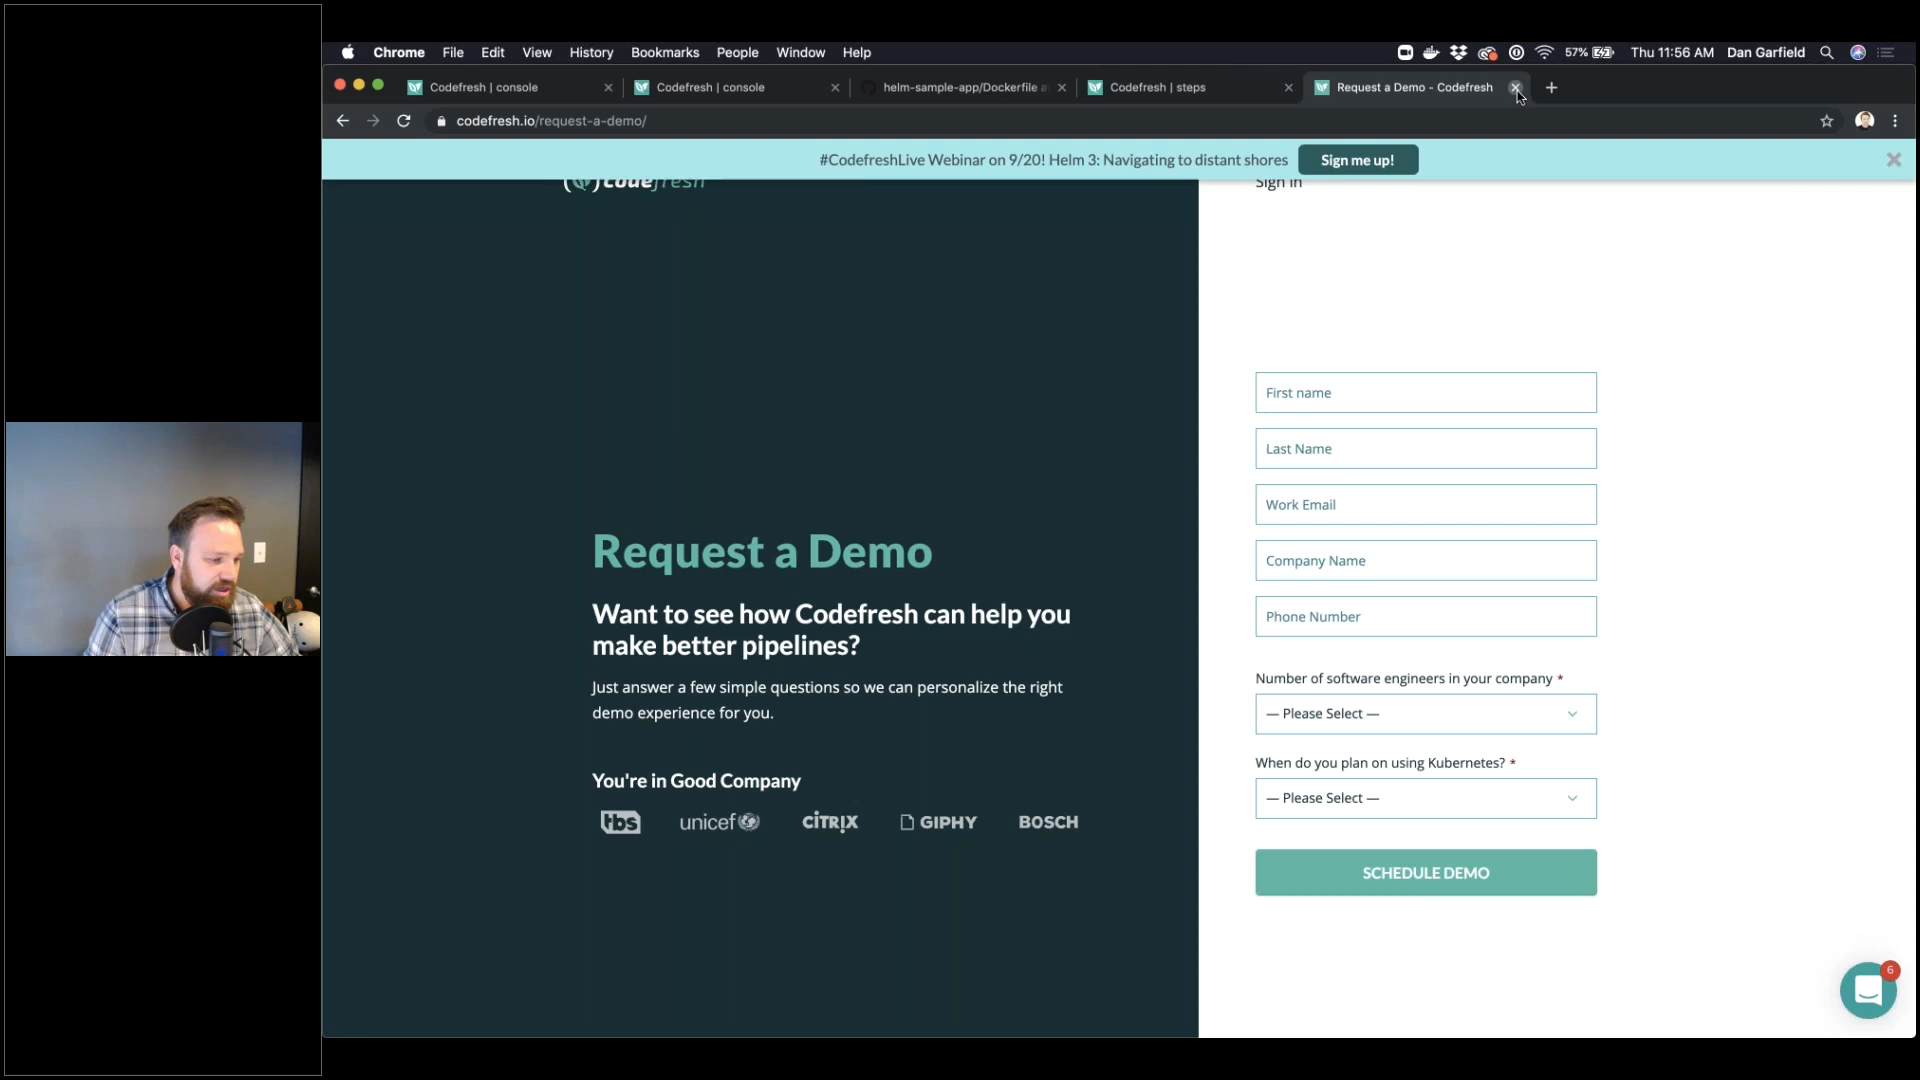 Chrome File Edit View History Bookmarks People Window Help
57% Thu 11:56 AM Dan Garfield
Codefresh | console
Codefresh | console
helm-sample-app/Dockerfile
Codefresh | steps
Request a Demo - Codefresh
codefresh.io/request-a-demo/
#CodefreshLive Webinar on 9/20! Helm 3: Navigating to distant shores
Sign me up!
codefresh
Sign in
First name
Last Name
Work Email
Company Name
Phone Number
Number of software engineers in your company *
— Please Select —
When do you plan on using Kubernetes? *
— Please Select —
SCHEDULE DEMO
Request a Demo
Want to see how Codefresh can help you
make better pipelines?
Just answer a few simple questions so we can personalize the right
demo experience for you.
You're in Good Company
tbs unicef CITRIX GIPHY BOSCH
6